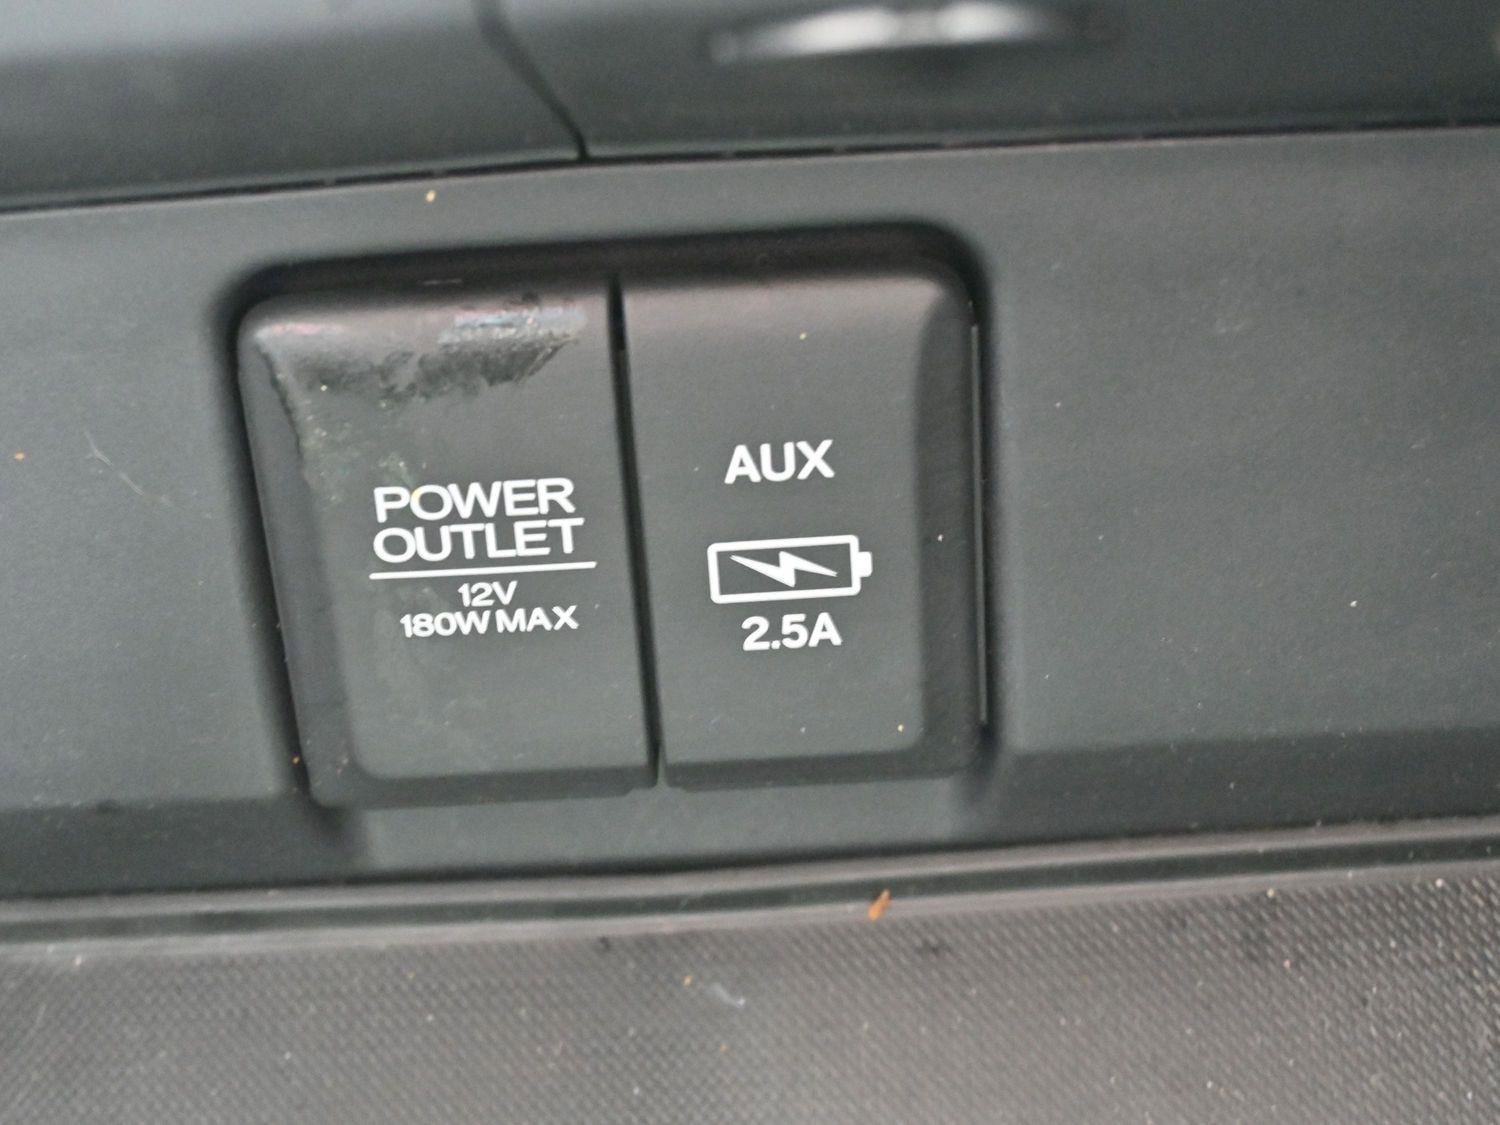 POWER
OUTLET
12V
180W MAX
AUX
2.5A